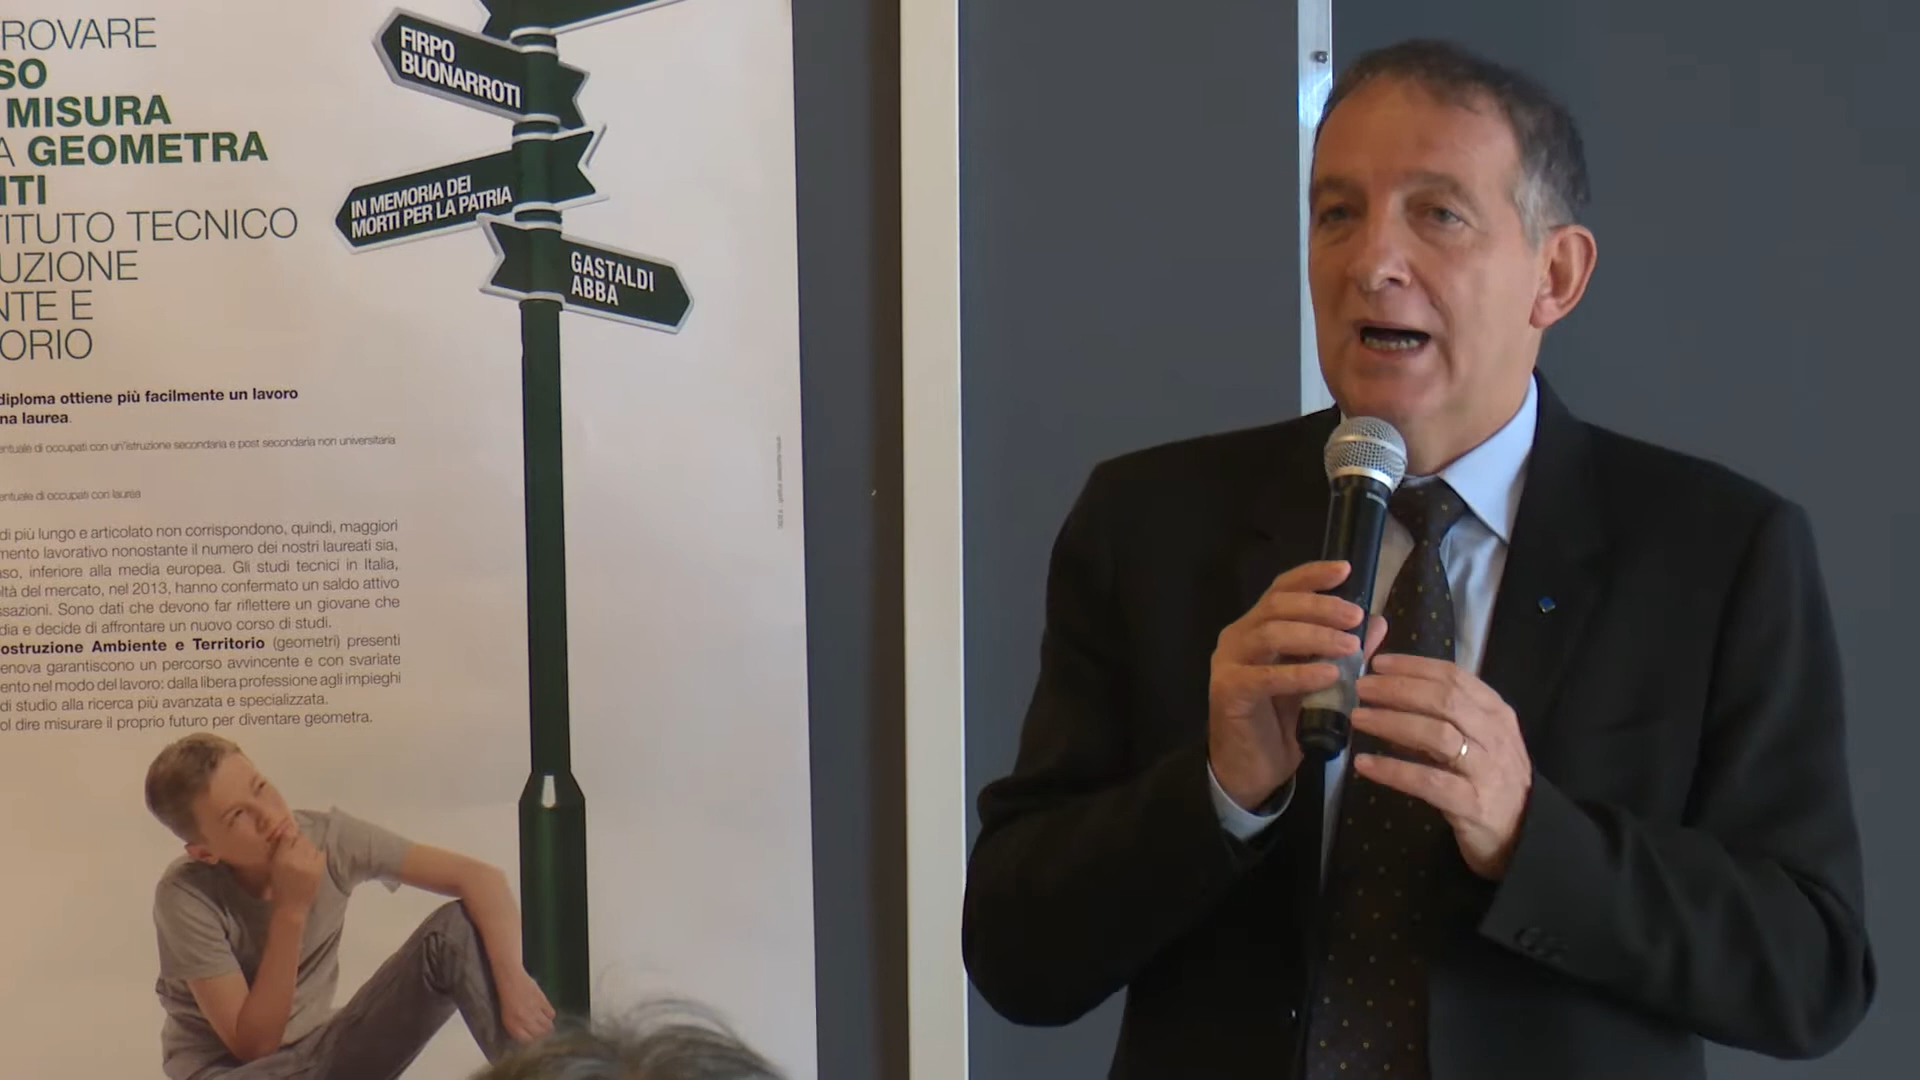 ROVARE
SO
MISURA
A GEOMETRA
ITI
TITUTO TECNICO
UZIONE
NTE E
ORIO
diploma ottiene più facilmente un lavoro
na laurea.
entuale di occupati con un'istruzione secondaria e post secondaria non universitaria
entuale di occupati con laurea
di più lungo e articolato non corrispondono, quindi, maggiori
mento lavorativo nonostante il numero dei nostri laureati sia,
so, inferiore alla media europea. Gli studi tecnici in Italia,
ltà del mercato, nel 2013, hanno confermato un saldo attivo
ssazioni. Sono dati che devono far riflettere un giovane che
dia e decide di affrontare un nuovo corso di studi.
ostruzione Ambiente e Territorio (geometri) presenti
enova garantiscono un percorso avvincente e con svariate
ento nel modo del lavoro: dalla libera professione agli impieghi
di studio alla ricerca più avanzata e specializzata.
ol dire misurare il proprio futuro per diventare geometra.
FIRPO
BUONARROTI
IN MEMORIA DEI
MORTI PER LA PATRIA
GASTALDI
ABBA